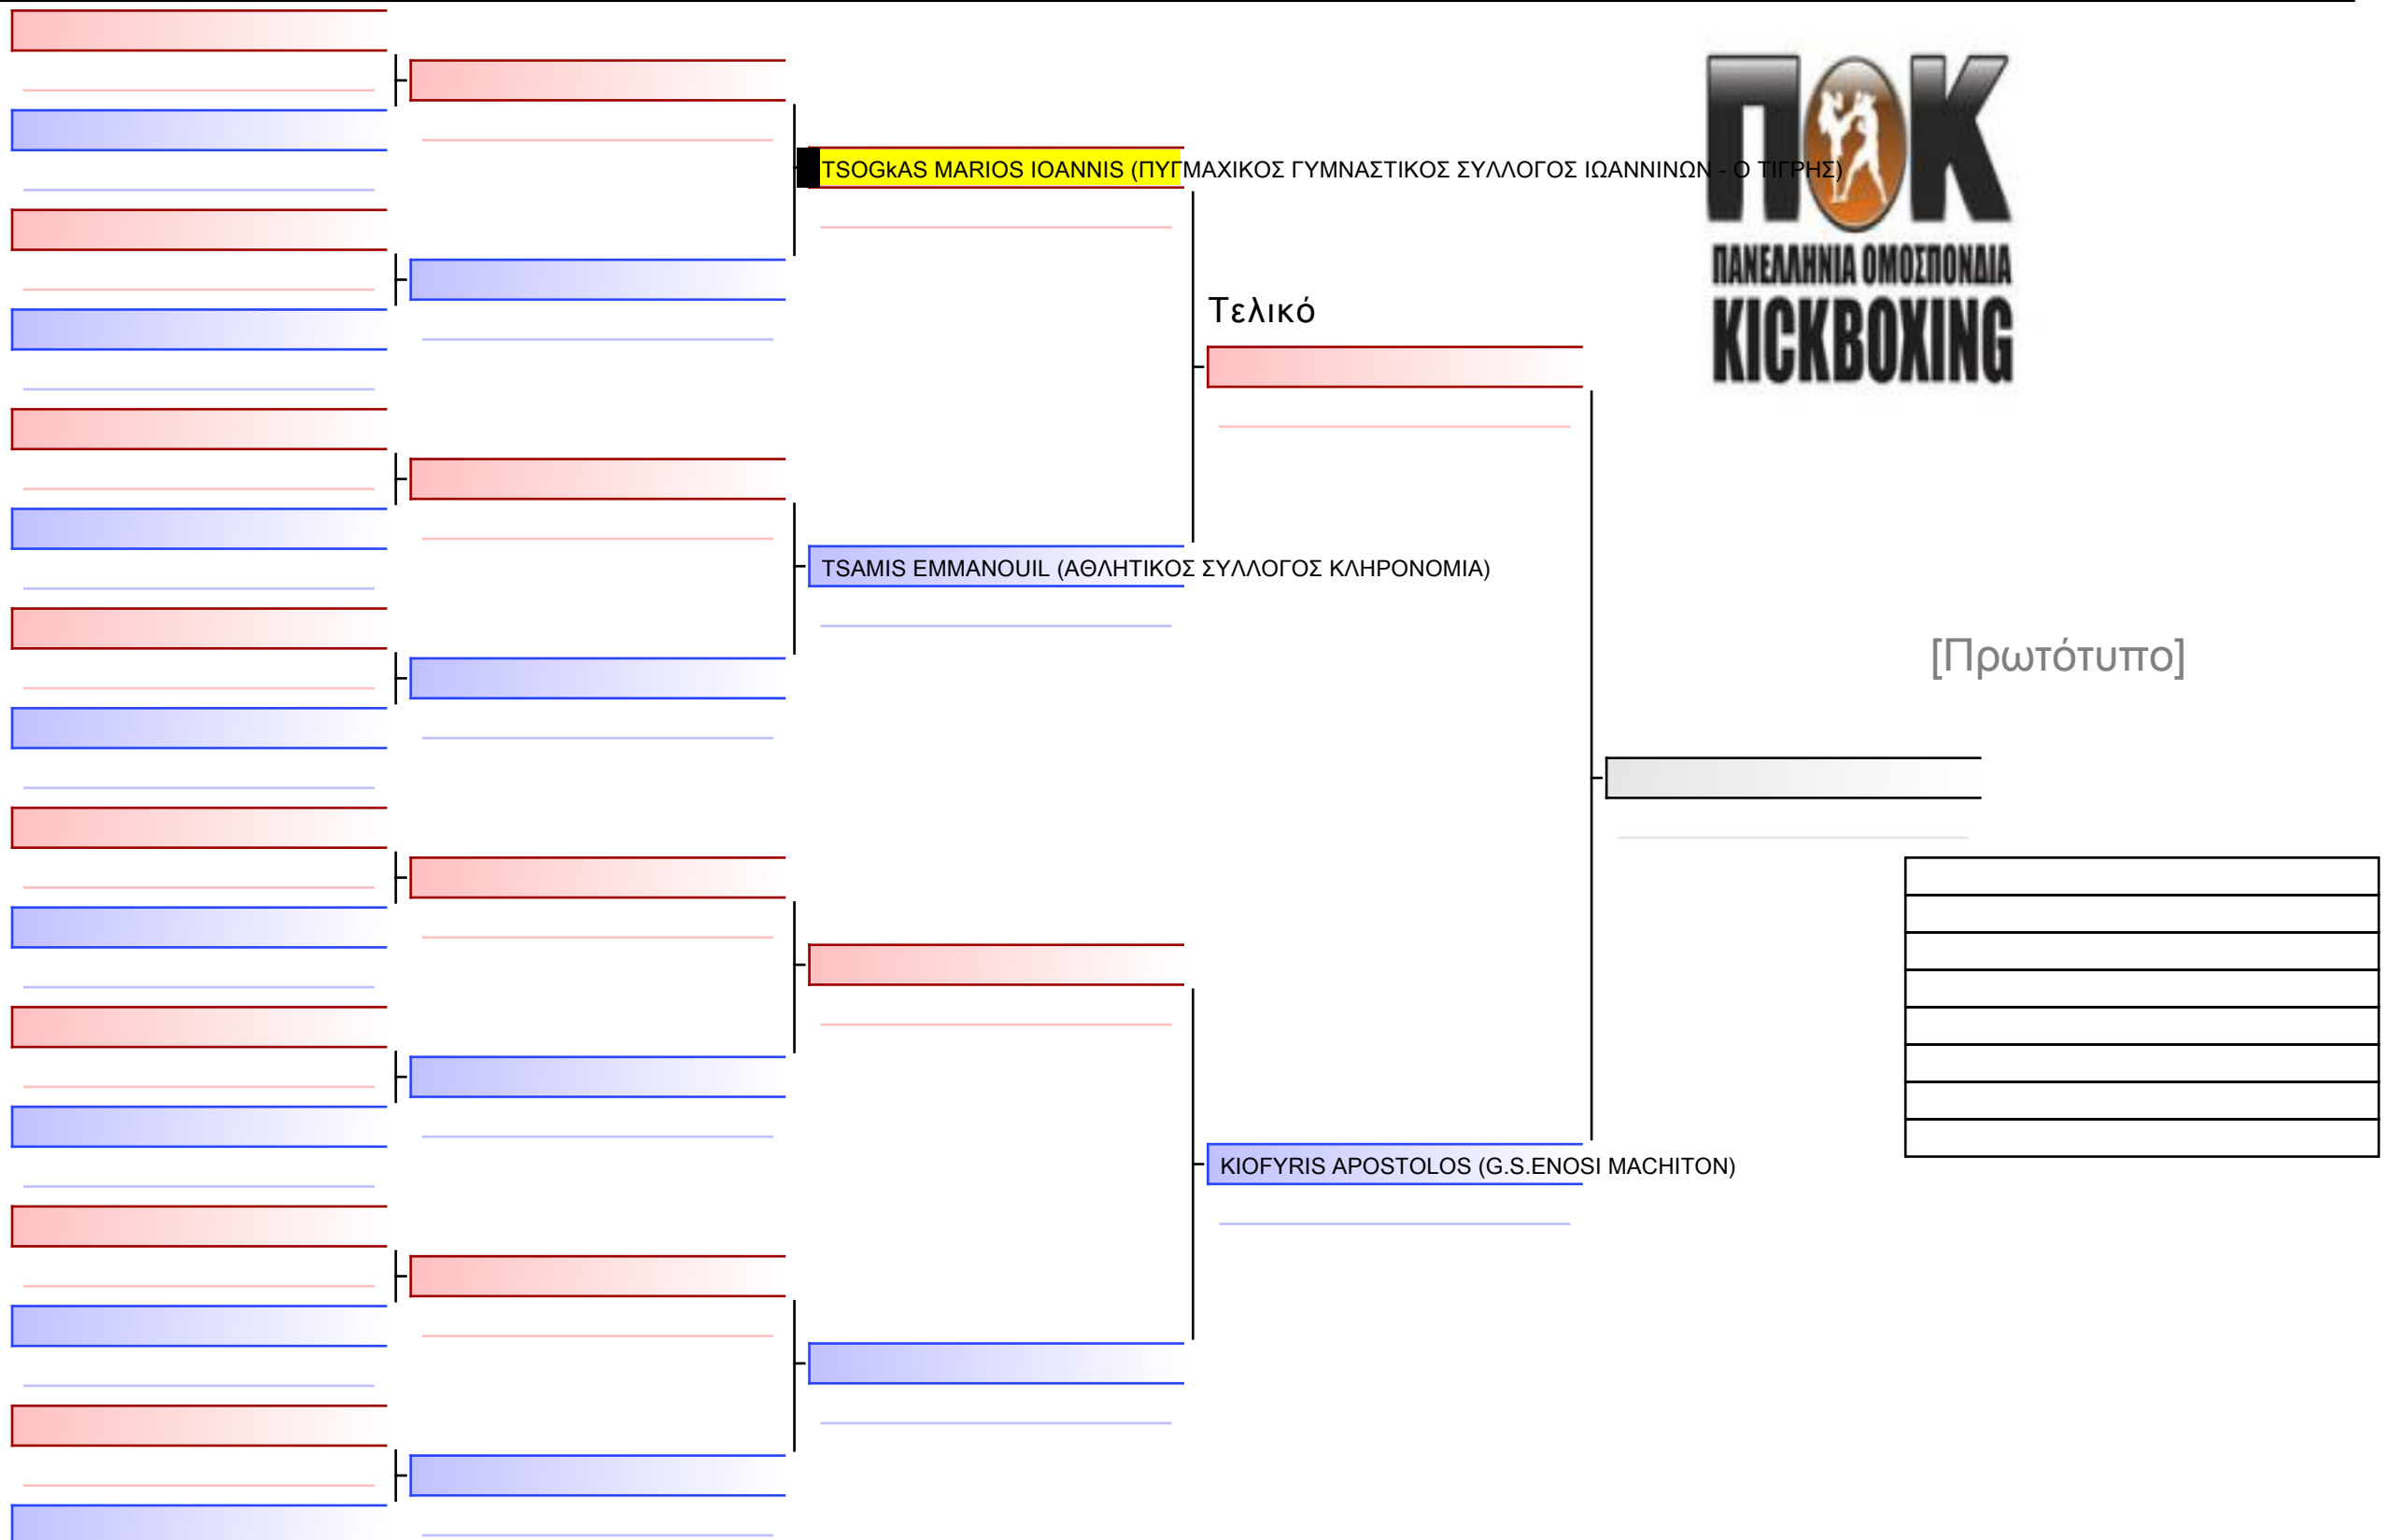 TSOGkAS MARIOS IOANNIS (ΠΥΓΜΑΧΙΚΟΣ ΓΥΜΝΑΣΤΙΚΟΣ ΣΥΛΛΟΓΟΣ ΙΩΑΝΝΙΝΩΝ - Ο ΤΙΓΡΗΣ)
ΠΟΚ
ΠΑΝΕΛΛΗΝΙΑ ΟΜΟΣΠΟΝΔΙΑ
KICKBOXING
Τελικό
TSAMIS EMMANOUIL (ΑΘΛΗΤΙΚΟΣ ΣΥΛΛΟΓΟΣ ΚΛΗΡΟΝΟΜΙΑ)
[Πρωτότυπο]
KIOFYRIS APOSTOLOS (G.S.ENOSI MACHITON)